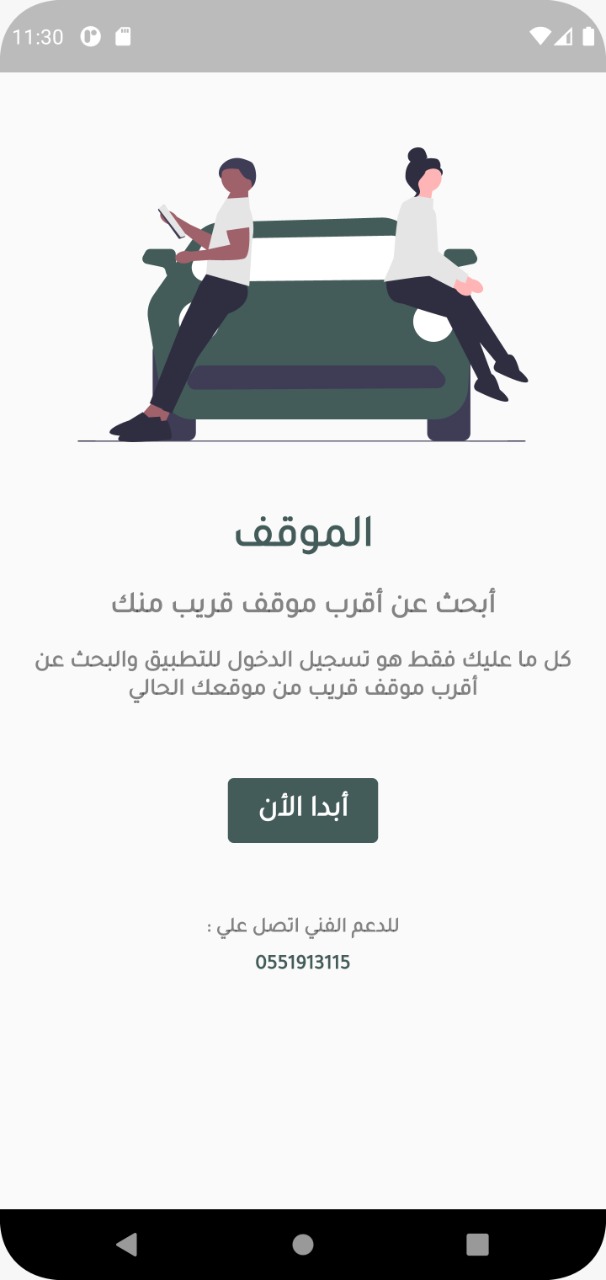 11:30
الموقف
أبحث عن أقرب موقف قريب منك
كل ما عليك فقط هو تسجيل الدخول للتطبيق والبحث عن
أقرب موقف قريب من موقعك الحالي
أبدا الأن
للدعم الفني اتصل علي :
0551913115